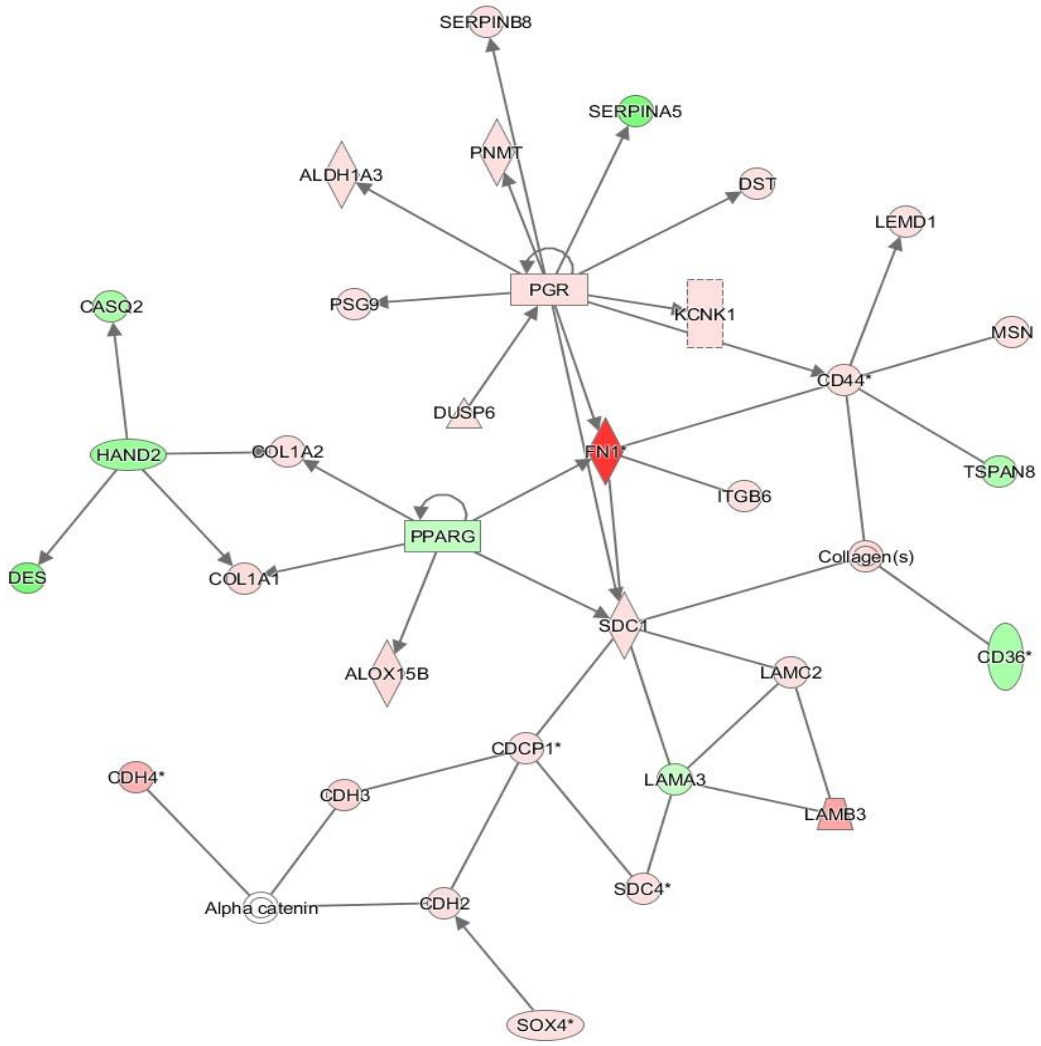 SERPINB8
SERPINA5
PNMT
ALDH1A3
DST
LEMD1
PGR
PSG9
CASQ2
KCNK1
MSN
CD44*
DUSP6
HAND2
COL1A2
FN1*
TSPAN8
ITGB6
PPARG
Collagen(s)
DES
COL1A1
SDC1
CD36*
ALOX15B
LAMC2
CDCP1*
CDH4*
LAMA3
CDH3
LAMB3
SDC4*
Alpha catenin
CDH2
SOX4*